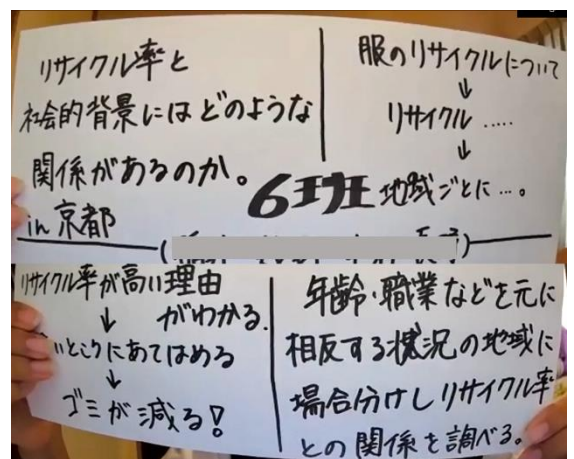 リサイクル率と
社会的背景にはどのような
関係があるのか。
in 京都
服のリサイクルについて
↓
リサイクル .....
↓
地域ごとに…。
6班
リサイクル率が高い理由
がわかる.
↓
いところにあてはめる
↓
ゴミが減る!
年齢・職業などを元に
相反する状況の地域に
場合分けしリサイクル率
との関係を調べる。